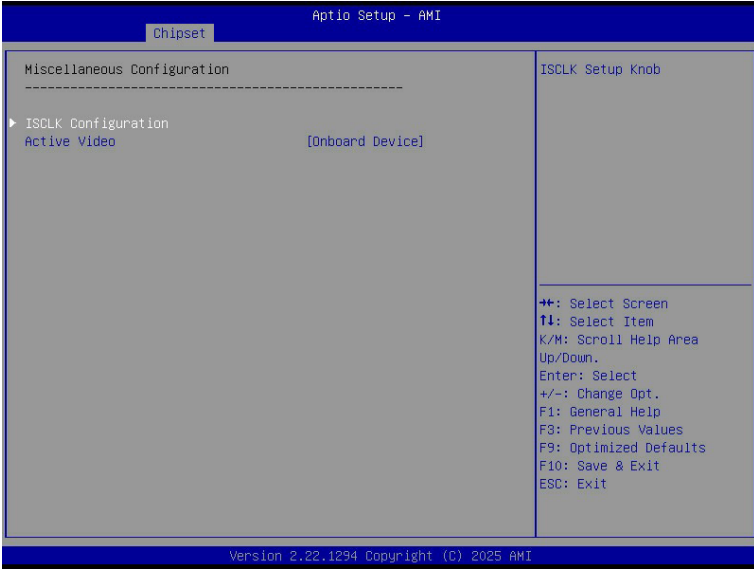 Aptio Setup – AMI
Chipset
Miscellaneous Configuration
--------------------------------------------------
ISCLK Configuration
Active Video [Onboard Device]
ISCLK Setup Knob
→←: Select Screen
↑↓: Select Item
K/M: Scroll Help Area
Up/Down.
Enter: Select
+/-: Change Opt.
F1: General Help
F3: Previous Values
F9: Optimized Defaults
F10: Save & Exit
ESC: Exit
Version 2.22.1294 Copyright (C) 2025 AMI